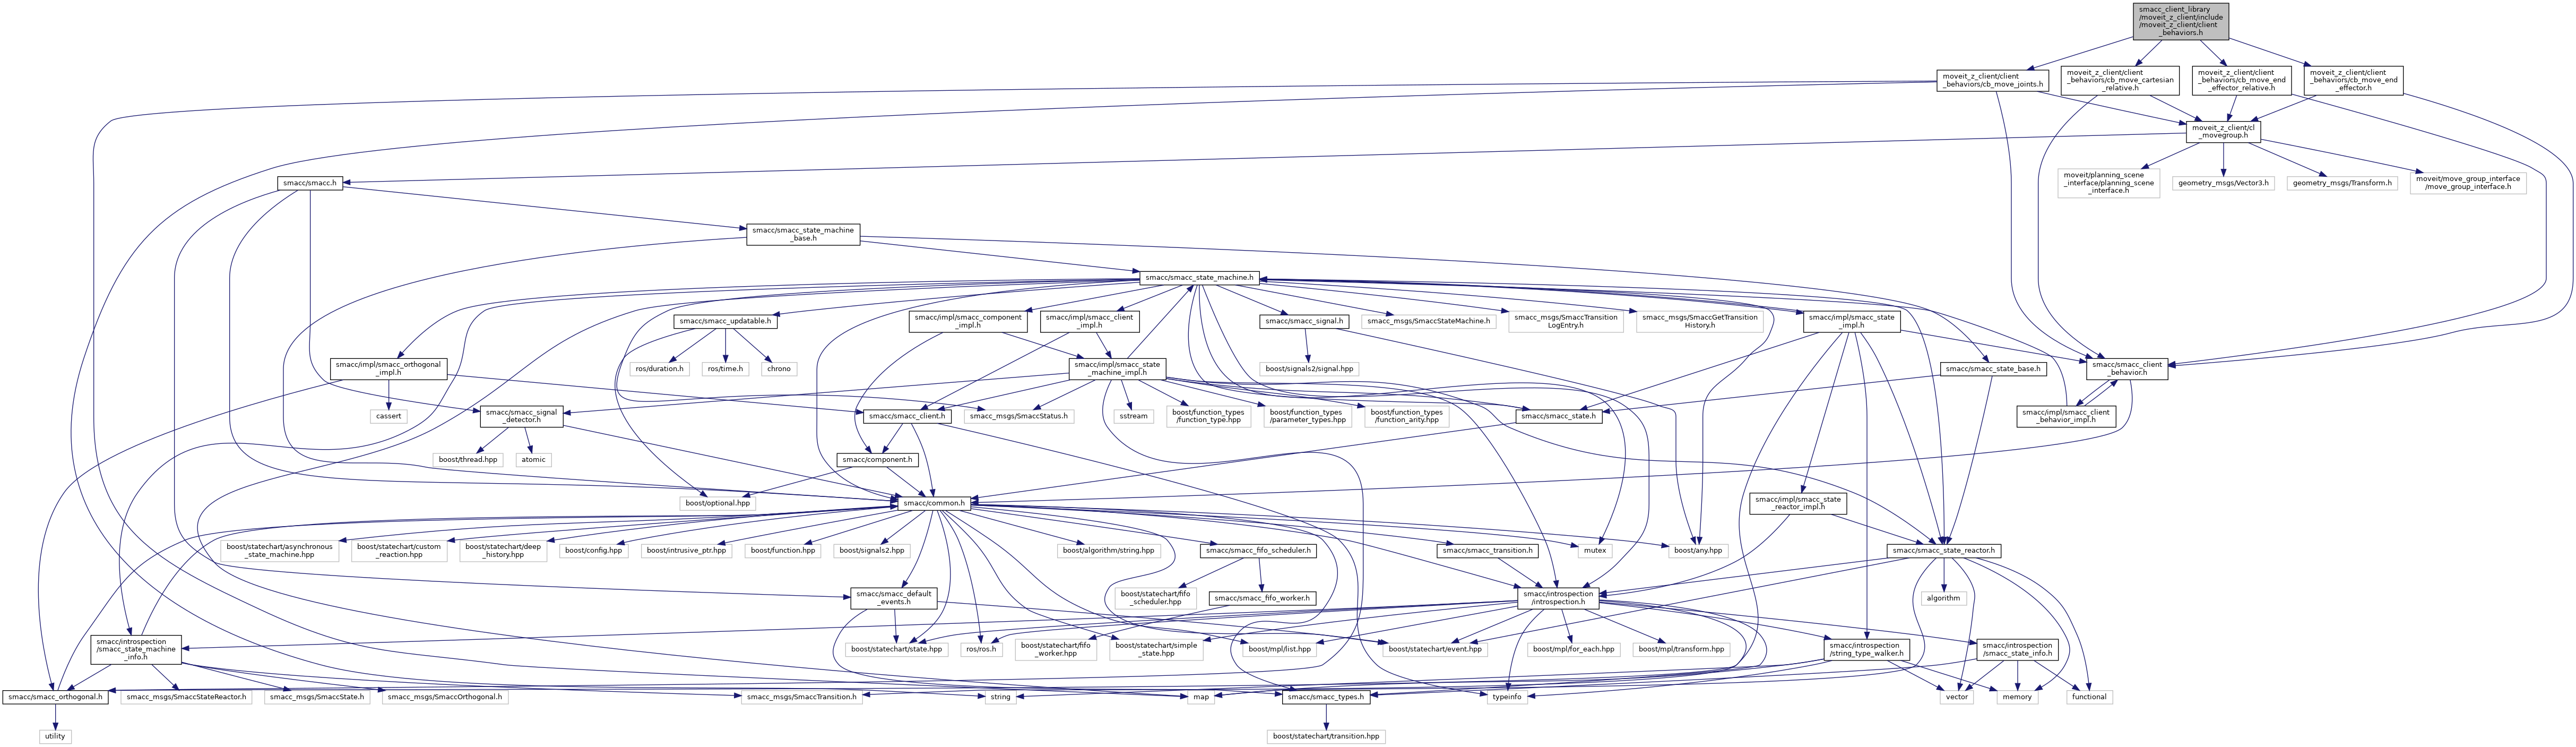 smacc_client_library
/moveit_z_client/include
/moveit_z_client/client
_behaviors.h
moveit_z_client/client
_behaviors/cb_move_joints.h
moveit_z_client/client
_behaviors/cb_move_cartesian
_relative.h
moveit_z_client/client
_behaviors/cb_move_end
_effector_relative.h
moveit_z_client/client
_behaviors/cb_move_end
_effector.h
moveit_z_client/cl
_movegroup.h
smacc/smacc.h
moveit/planning_scene
_interface/planning_scene
_interface.h
geometry_msgs/Vector3.h
geometry_msgs/Transform.h
moveit/move_group_interface
/move_group_interface.h
smacc/smacc_state_machine
_base.h
smacc/smacc_state_machine.h
smacc/smacc_updatable.h
smacc/impl/smacc_component
_impl.h
smacc/impl/smacc_client
_impl.h
smacc/smacc_signal.h
smacc_msgs/SmaccStateMachine.h
smacc_msgs/SmaccTransition
LogEntry.h
smacc_msgs/SmaccGetTransition
History.h
smacc/impl/smacc_state
_impl.h
smacc/impl/smacc_orthogonal
_impl.h
ros/duration.h
ros/time.h
chrono
smacc/impl/smacc_state
_machine_impl.h
boost/signals2/signal.hpp
smacc/smacc_state_base.h
smacc/smacc_client
_behavior.h
cassert
smacc/smacc_signal
_detector.h
smacc/smacc_client.h
smacc_msgs/SmaccStatus.h
sstream
boost/function_types
/function_type.hpp
boost/function_types
/parameter_types.hpp
boost/function_types
/function_arity.hpp
smacc/smacc_state.h
smacc/impl/smacc_client
_behavior_impl.h
boost/thread.hpp
atomic
smacc/component.h
boost/optional.hpp
smacc/common.h
smacc/impl/smacc_state
_reactor_impl.h
boost/statechart/asynchronous
_state_machine.hpp
boost/statechart/custom
_reaction.hpp
boost/statechart/deep
_history.hpp
boost/config.hpp
boost/intrusive_ptr.hpp
boost/function.hpp
boost/signals2.hpp
boost/algorithm/string.hpp
smacc/smacc_fifo_scheduler.h
smacc/smacc_transition.h
mutex
boost/any.hpp
smacc/smacc_state_reactor.h
smacc/smacc_default
_events.h
boost/statechart/fifo
_scheduler.hpp
smacc/smacc_fifo_worker.h
smacc/introspection
/introspection.h
algorithm
smacc/introspection
/smacc_state_machine
_info.h
boost/statechart/state.hpp
ros/ros.h
boost/statechart/fifo
_worker.hpp
boost/statechart/simple
_state.hpp
boost/mpl/list.hpp
boost/statechart/event.hpp
boost/mpl/for_each.hpp
boost/mpl/transform.hpp
smacc/introspection
/string_type_walker.h
smacc/introspection
/smacc_state_info.h
smacc/smacc_orthogonal.h
smacc_msgs/SmaccStateReactor.h
smacc_msgs/SmaccState.h
smacc_msgs/SmaccOrthogonal.h
smacc_msgs/SmaccTransition.h
string
map
smacc/smacc_types.h
typeinfo
vector
memory
functional
utility
boost/statechart/transition.hpp